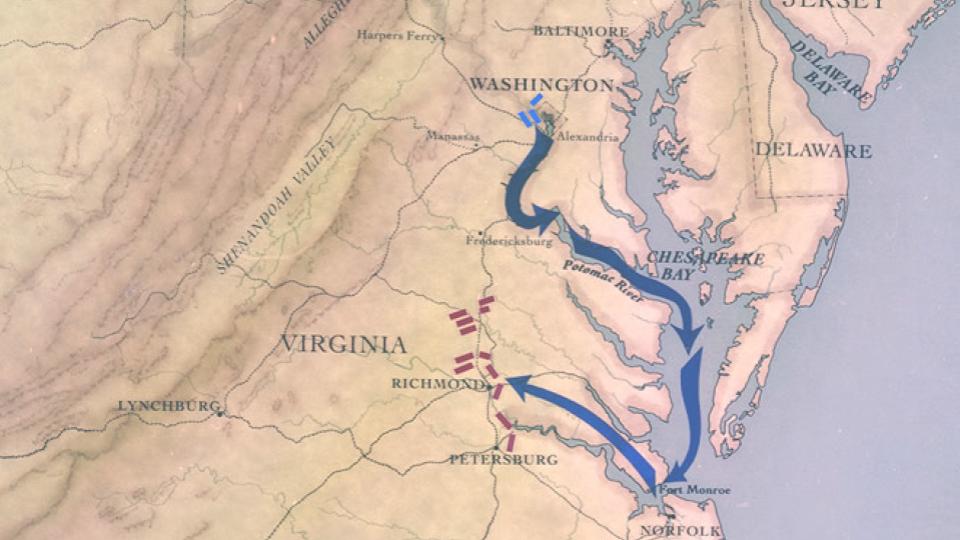 JERSEY
ALLEGH
Harpers Ferry
BALTIMORE
DELAWARE
BAY
WASHINGTON
Manassas
Alexandria
DELAWARE
SHENANDOAH VALLEY
Fredericksburg
CHESAPEAKE
BAY
Potomac River
VIRGINIA
RICHMOND
LYNCHBURG
PETERSBURG
Fort Monroe
NORFOLK